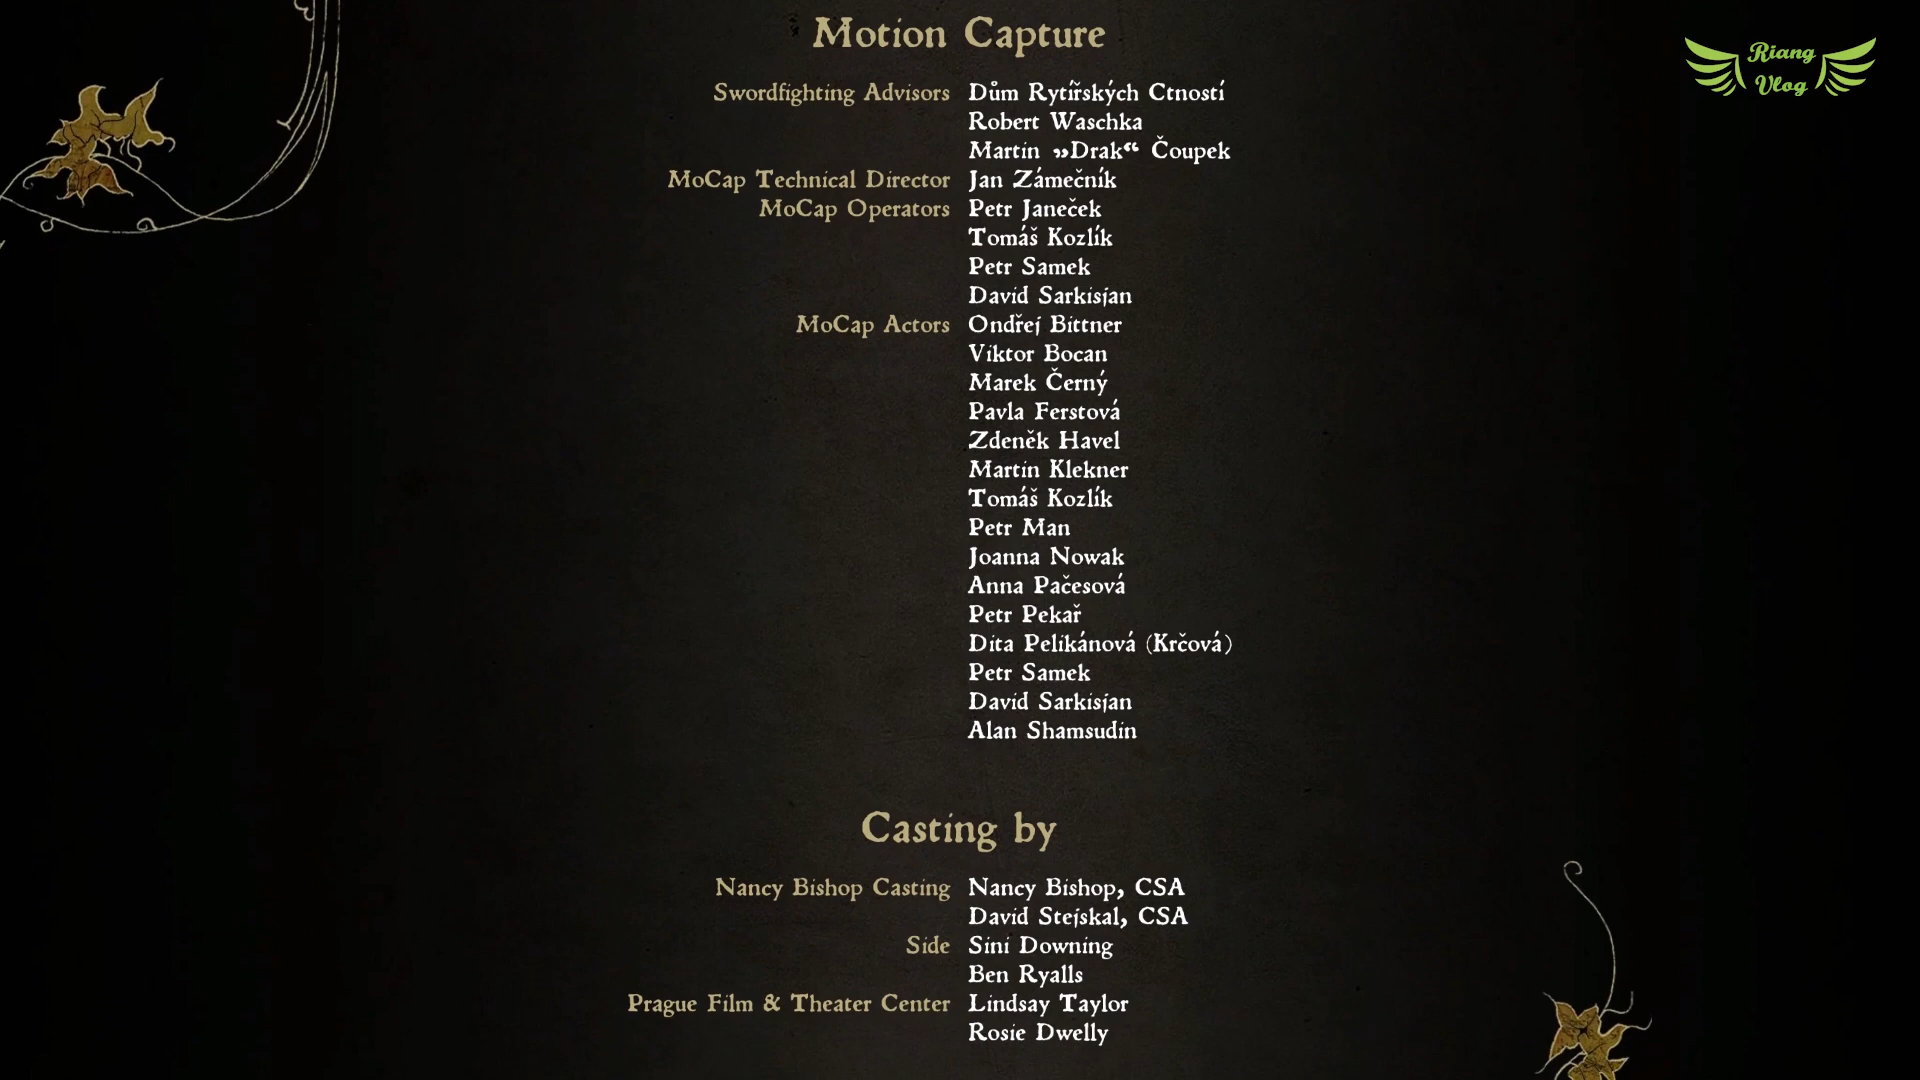 Motion Capture
Riang
Vlog
Swordfighting Advisors Dům Rytířských Ctností
Robert Waschka
Martin »Drak“ Čoupek
MoCap Technical Director Jan Zámečník
MoCap Operators Petr Janeček
Tomáš Kozlík
Petr Samek
David Sarkisjan
MoCap Actors Ondřej Bittner
Viktor Bocan
Marek Černý
Pavla Ferstová
Zdeněk Havel
Martin Klekner
Tomáš Kozlík
Petr Man
Joanna Nowak
Anna Pačesová
Petr Pekař
Dita Pelikánová (Krčová)
Petr Samek
David Sarkisjan
Alan Shamsudin
Casting by
Nancy Bishop Casting Nancy Bishop, CSA
David Stejskal, CSA
Side Sini Downing
Ben Ryalls
Prague Film & Theater Center Lindsay Taylor
Rosie Dwelly